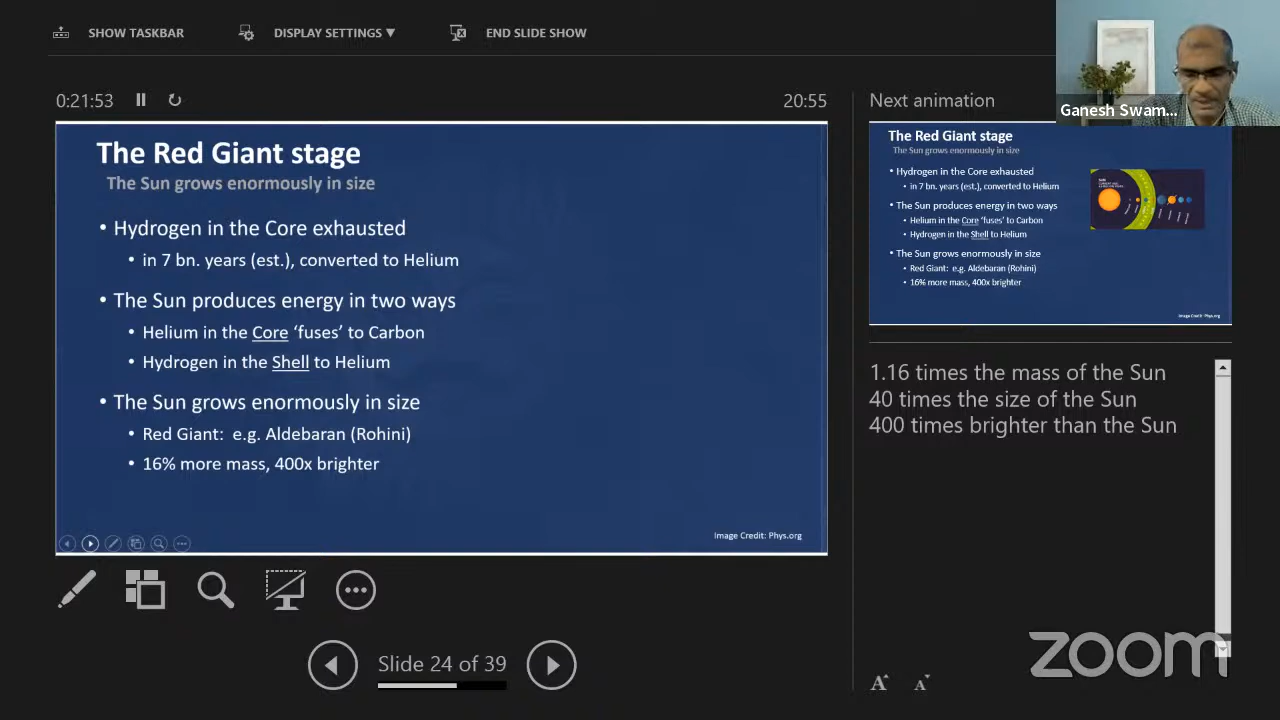 SHOW TASKBAR
DISPLAY SETTINGS ▼
END SLIDE SHOW
0:21:53
20:55
The Red Giant stage
The Sun grows enormously in size
• Hydrogen in the Core exhausted
• in 7 bn. years (est.), converted to Helium
• The Sun produces energy in two ways
• Helium in the Core ‘fuses’ to Carbon
• Hydrogen in the Shell to Helium
• The Sun grows enormously in size
• Red Giant: e.g. Aldebaran (Rohini)
• 16% more mass, 400x brighter
Image Credit: Phys.org
Slide 24 of 39
Next animation
Ganesh Swam...
The Red Giant stage
The Sun grows enormously in size
• Hydrogen in the Core exhausted
• in 7 bn. years (est.), converted to Helium
• The Sun produces energy in two ways
• Helium in the Core ‘fuses’ to Carbon
• Hydrogen in the Shell to Helium
• The Sun grows enormously in size
• Red Giant: e.g. Aldebaran (Rohini)
• 16% more mass, 400x brighter
Image Credit: Phys.org
1.16 times the mass of the Sun
40 times the size of the Sun
400 times brighter than the Sun
zoom
A A